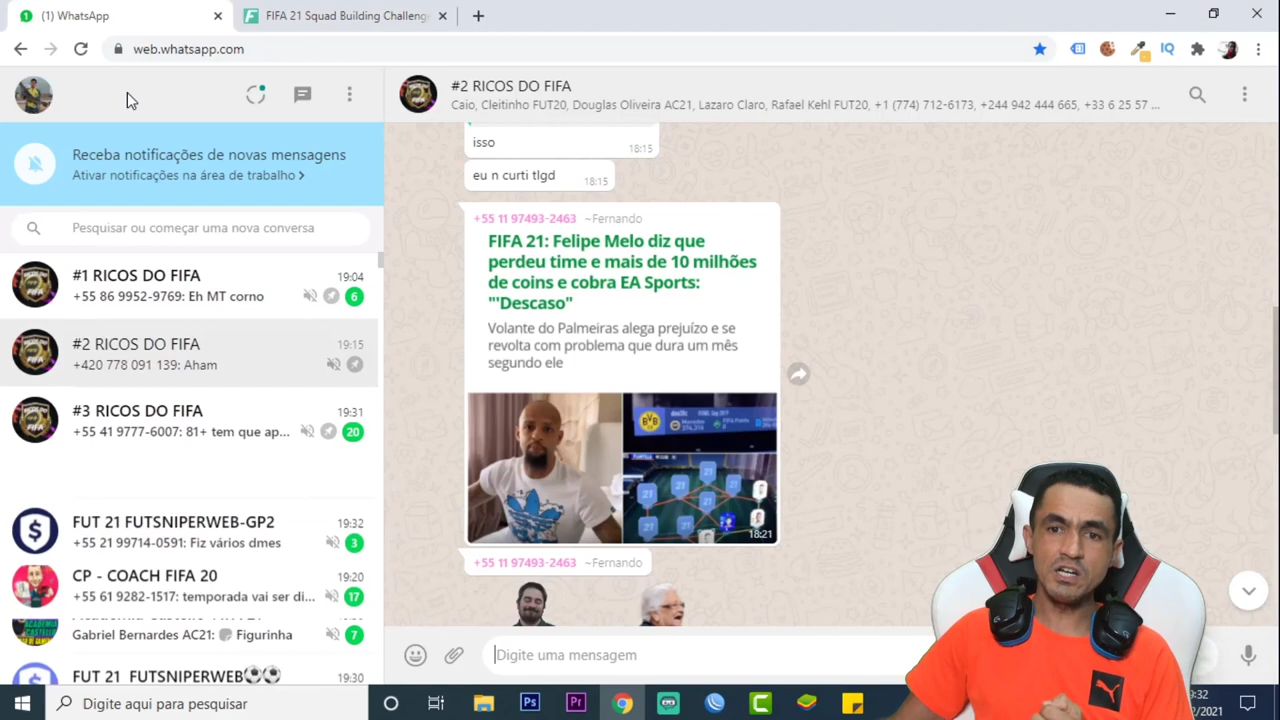 (1) WhatsApp
FIFA 21 Squad Building Challeng
web.whatsapp.com
IQ
#2 RICOS DO FIFA
Caio, Cleitinho FUT20, Douglas Oliveira AC21, Lazaro Claro, Rafael Kehl FUT20, +1 (774) 712-6173, +244 942 444 665, +33 6 25 57 ...
Receba notificações de novas mensagens
Ativar notificações na área de trabalho >
Pesquisar ou começar uma nova conversa
#1 RICOS DO FIFA 19:04
+55 86 9952-9769: Eh MT corno 6
#2 RICOS DO FIFA 19:15
+420 778 091 139: Aham
#3 RICOS DO FIFA 19:31
+55 41 9777-6007: 81+ tem que ap... 20
FUT 21 FUTSNIPERWEB-GP2 19:32
+55 21 99714-0591: Fiz vários dmes 3
CP - COACH FIFA 20 19:20
+55 61 9282-1517: temporada vai ser di... 17
Gabriel Bernardes AC21: Figurinha 7
FUT 21 FUTNIPERWEB⚽⚽ 19:30
isso 18:15
eu n curti tlgd 18:15
+55 11 97493-2463 ~Fernando
FIFA 21: Felipe Melo diz que
perdeu time e mais de 10 milhões
de coins e cobra EA Sports:
"'Descaso"
Volante do Palmeiras alega prejuízo e se
revolta com problema que dura um mês
segundo ele
18:21
+55 11 97493-2463 ~Fernando
Digite uma mensagem
Digite aqui para pesquisar
Ps
Pr